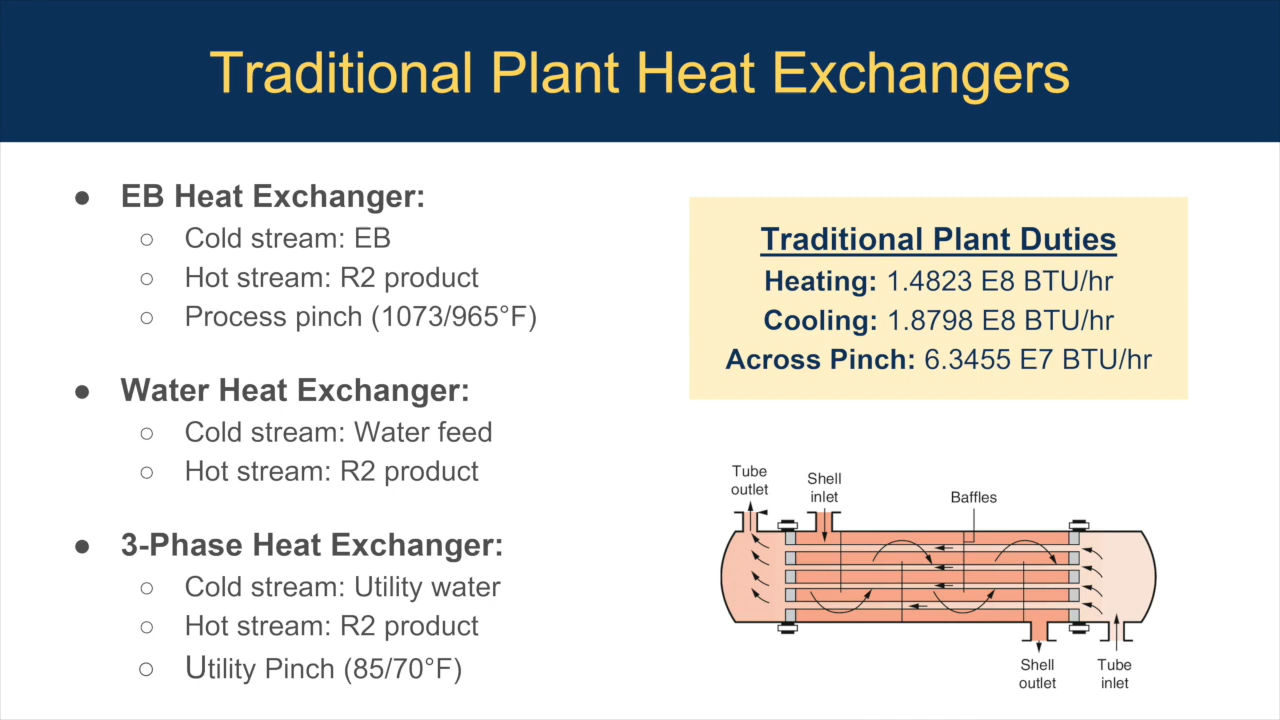 Traditional Plant Heat Exchangers
● EB Heat Exchanger:
○ Cold stream: EB
○ Hot stream: R2 product
○ Process pinch (1073/965°F)
● Water Heat Exchanger:
○ Cold stream: Water feed
○ Hot stream: R2 product
● 3-Phase Heat Exchanger:
○ Cold stream: Utility water
○ Hot stream: R2 product
○ Utility Pinch (85/70°F)
Traditional Plant Duties
Heating: 1.4823 E8 BTU/hr
Cooling: 1.8798 E8 BTU/hr
Across Pinch: 6.3455 E7 BTU/hr
Tube
outlet
Shell
inlet
Baffles
Shell
outlet
Tube
inlet